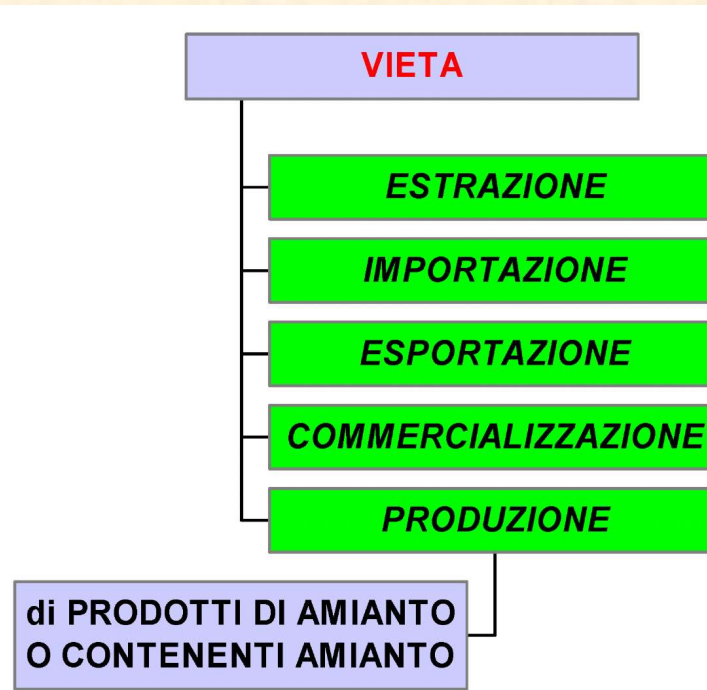 VIETA
ESTRAZIONE
IMPORTAZIONE
ESPORTAZIONE
COMMERCIALIZZAZIONE
PRODUZIONE
di PRODOTTI DI AMIANTO
O CONTENENTI AMIANTO